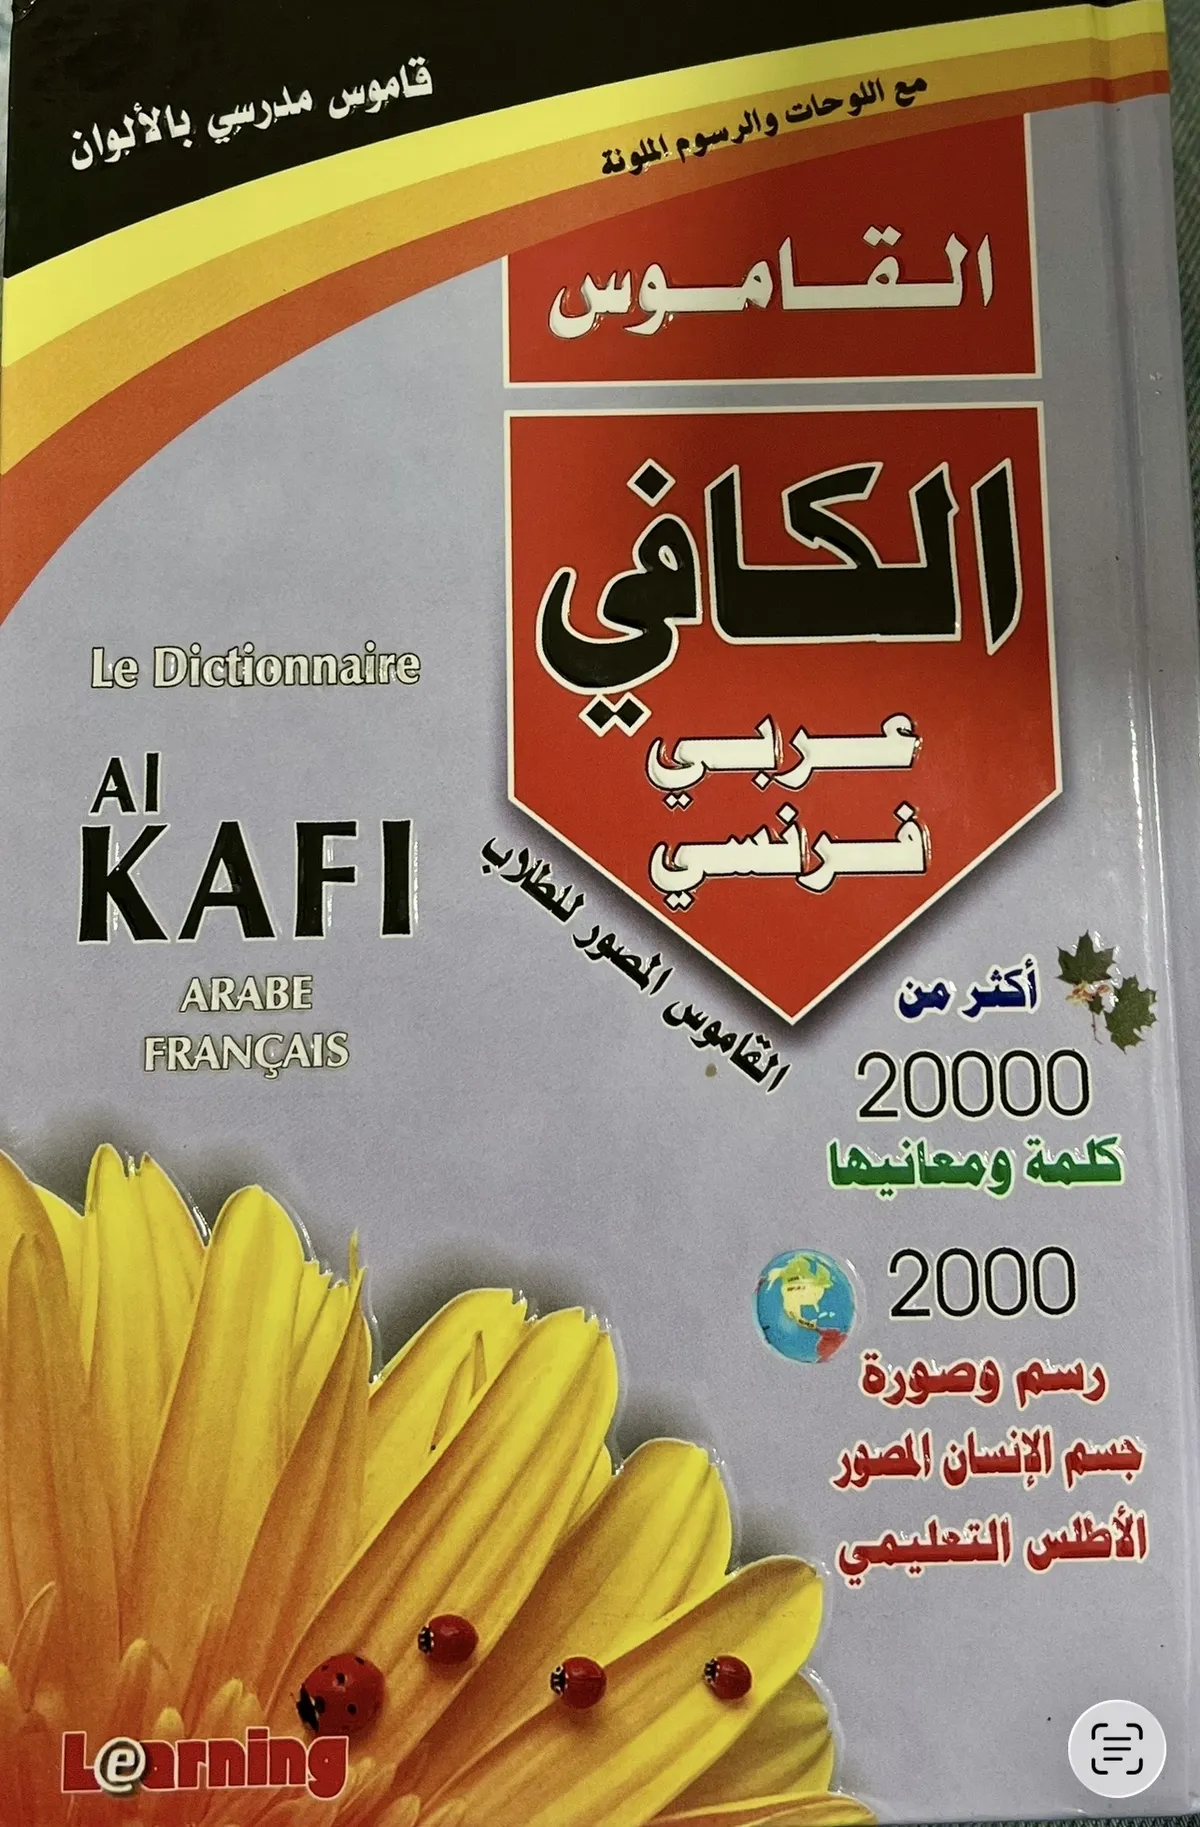 قاموس مدرسي بالألوان
مع اللوحات والرسوم الملونة
القاموس
الكافي
عربي
فرنسي
القاموس المصور للطلاب
Le Dictionnaire
Al
KAFI
ARABE
FRANÇAIS
أكثر من
20000
كلمة ومعانيها
2000
رسم وصورة
جسم الإنسان المصور
الأطلس التعليمي
Learning